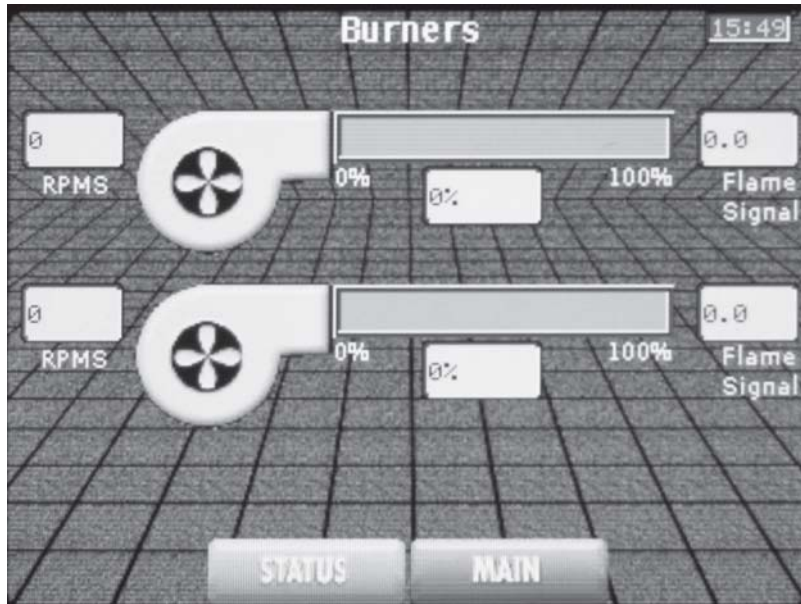 Burners
15:49
0
RPMS
0%
100%
0%
0.0
Flame
Signal
0
RPMS
0%
100%
0%
0.0
Flame
Signal
STATUS
MAIN